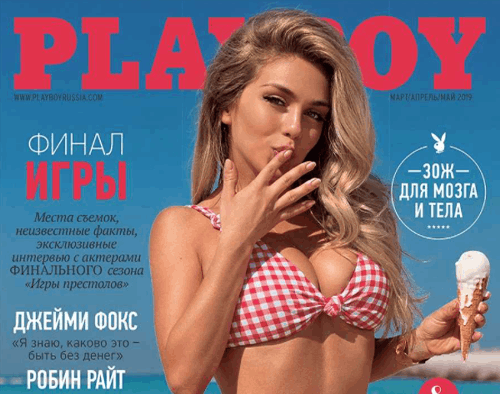 PLAYBOY
WWW.PLAYBOYRUSSIA.COM
МАРТ/АПРЕЛЬ/МАЙ 2019
ФИНАЛ
ИГРЫ
Места съемок,
неизвестные факты,
эксклюзивные
интервью с актерами
ФИНАЛЬНОГО сезона
«Игры престолов»
ЗОЖ
ДЛЯ МОЗГА
И ТЕЛА
ДЖЕЙМИ ФОКС
«Я знаю, каково это –
быть без денег»
РОБИН РАЙТ